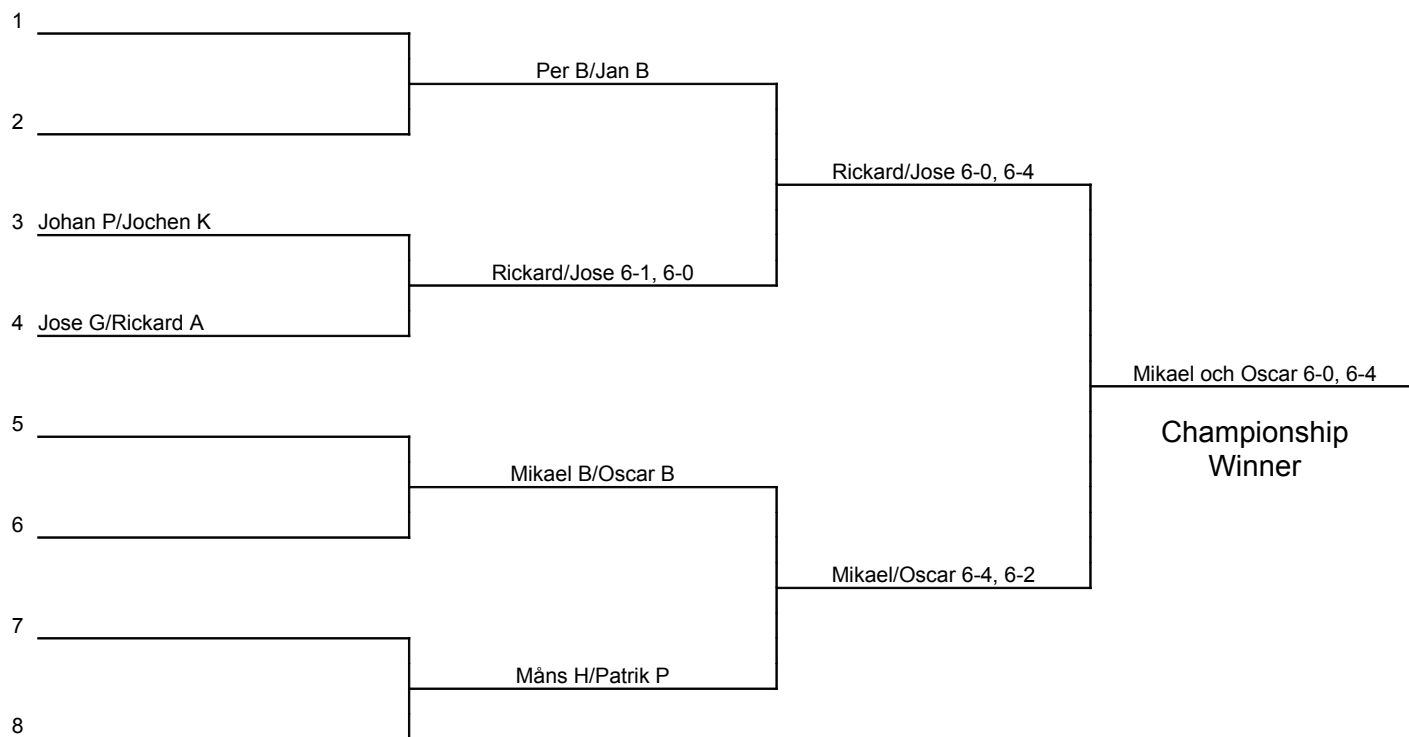 1
Per B/Jan B
2
Rickard/Jose 6-0, 6-4
3 Johan P/Jochen K
Rickard/Jose 6-1, 6-0
4 Jose G/Rickard A
Mikael och Oscar 6-0, 6-4
5
Championship
Winner
Mikael B/Oscar B
6
Mikael/Oscar 6-4, 6-2
7
Måns H/Patrik P
8